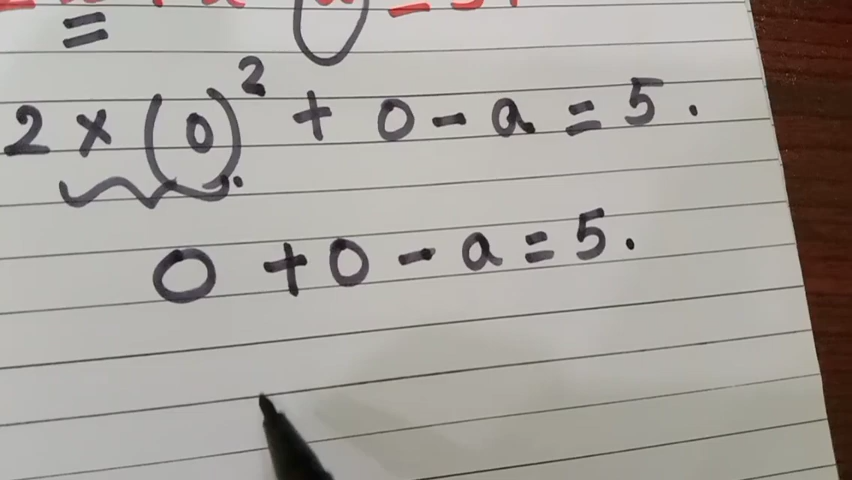 =
2 × (0)² + 0 - a = 5.
0 + 0 - a = 5.